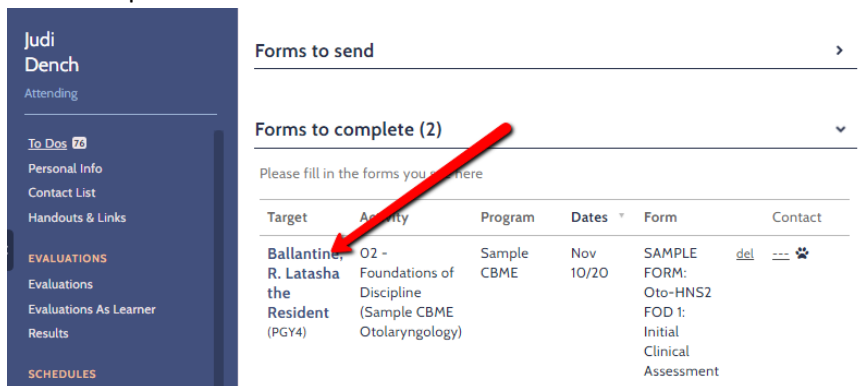 Judi
Dench
Attending
To Dos 76
Personal Info
Contact List
Handouts & Links
EVALUATIONS
Evaluations
Evaluations As Learner
Results
SCHEDULES
Forms to send
Forms to complete (2)
Please fill in the forms you here
Target Activity Program Dates Form Contact
Ballantine, O2 - Sample Nov SAMPLE del ---
R. Latasha Foundations of CBME 10/20 FORM:
the Discipline Oto-HNS2
Resident (Sample CBME FOD 1:
(PGY4) Otolaryngology) Initial
Clinical
Assessment